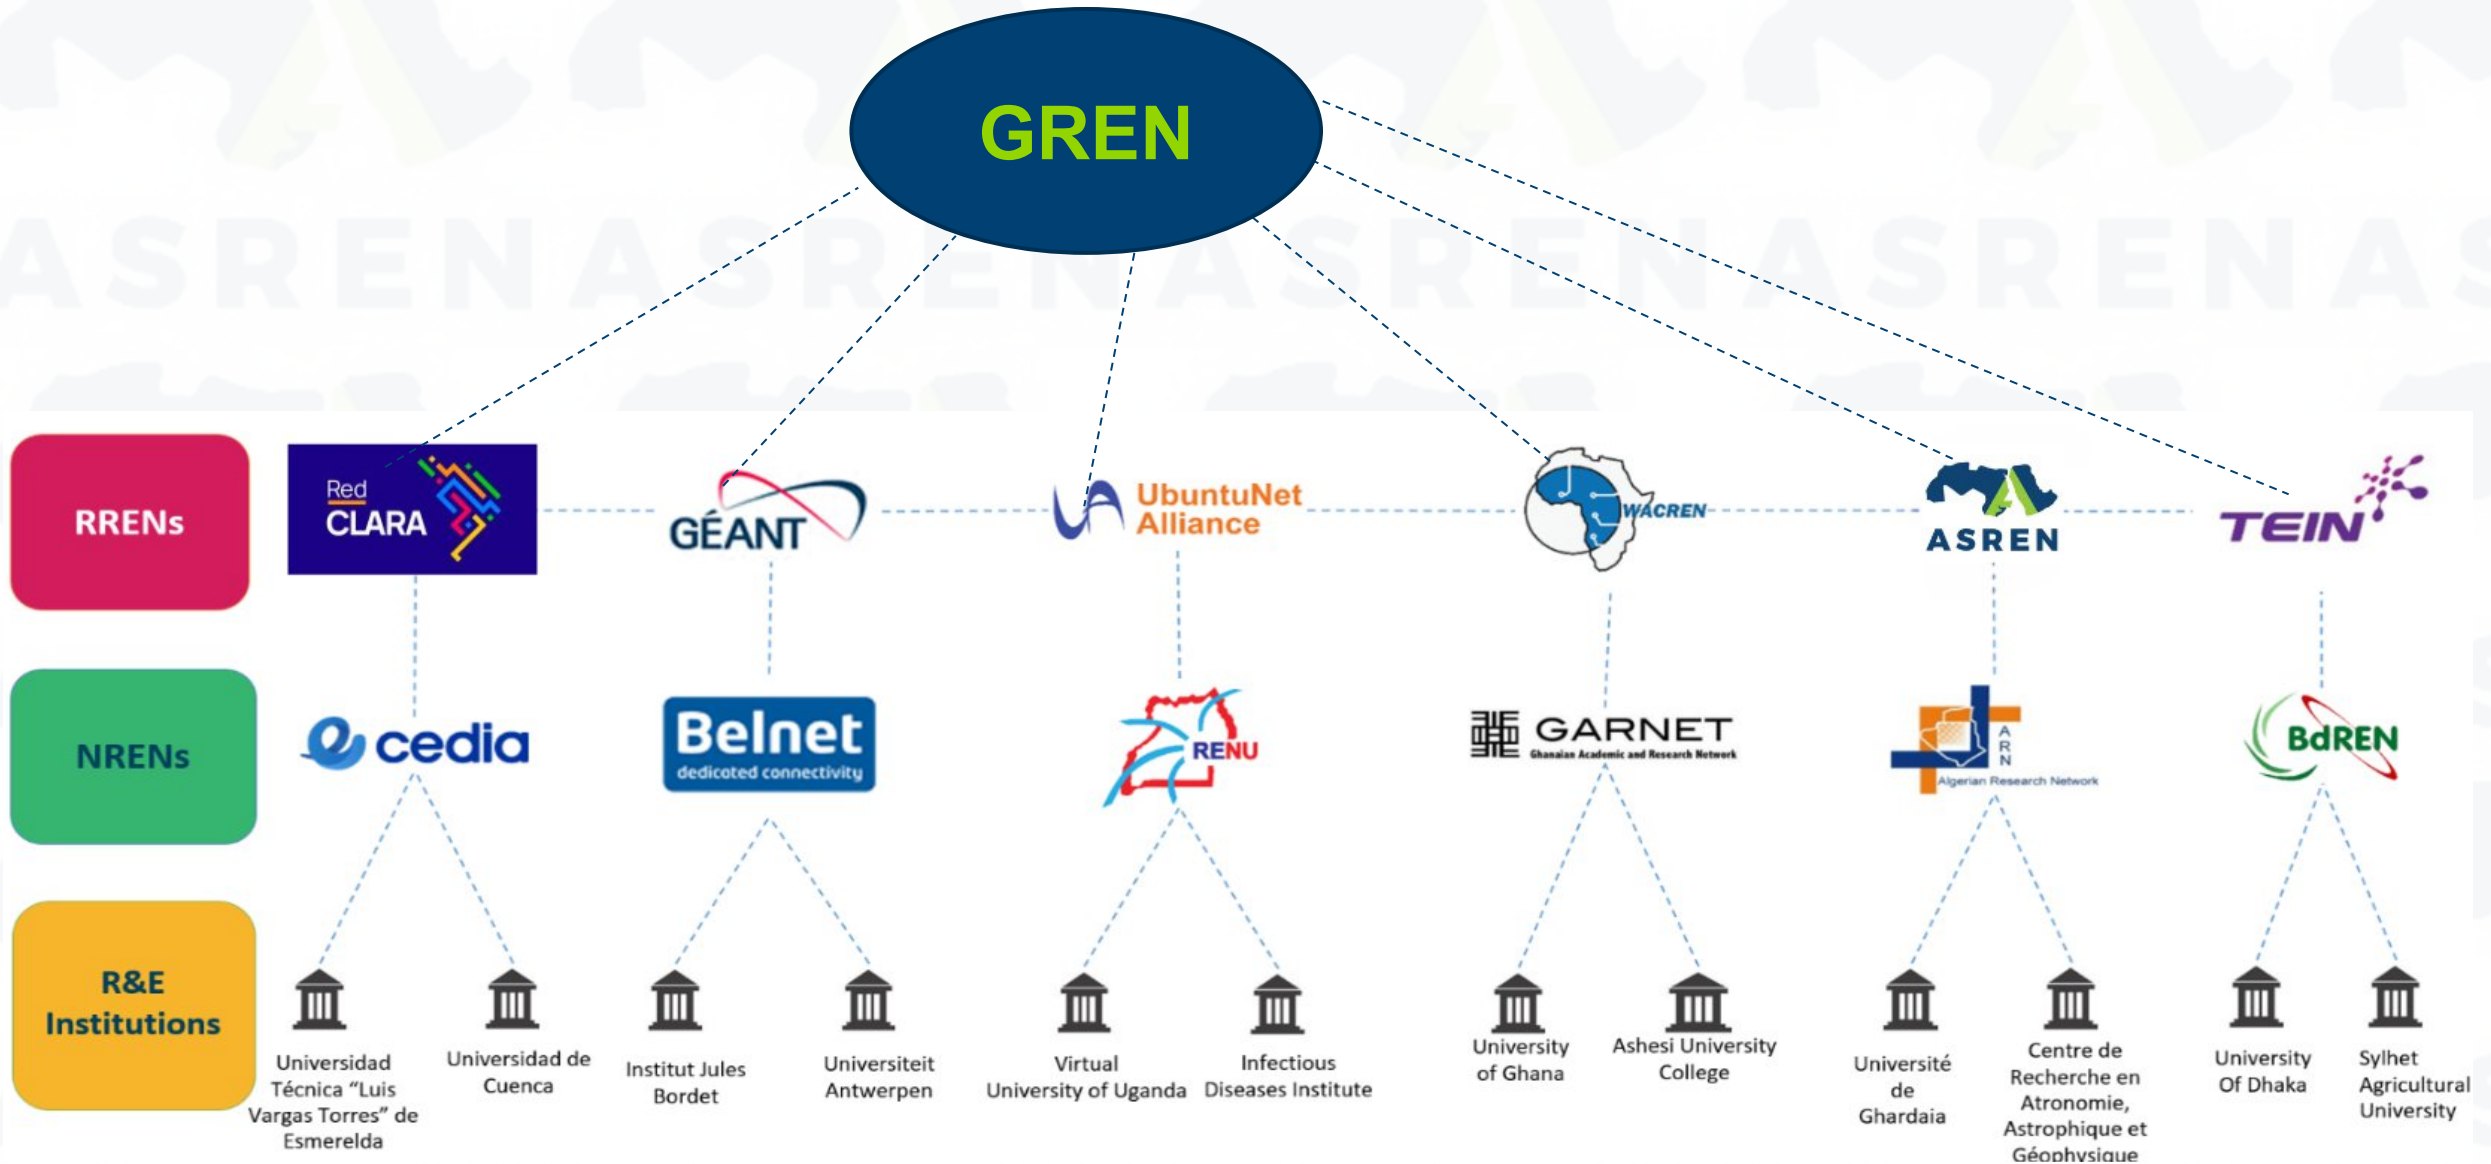 GREN
ASRENASRENASRENAS
RRENs
Red
CLARA
GÉANT
UbuntuNet
Alliance
WACREN
ASREN
TEIN
NRENs
cedia
Belnet
dedicated connectivity
RENU
GARNET
Ghanaian Academic and Research Network
A
R
N
Algerian Research Network
BdREN
R&E
Institutions
Universidad
Técnica “Luis
Vargas Torres” de
Esmerelda
Universidad de
Cuenca
Institut Jules
Bordet
Universiteit
Antwerpen
Virtual
University of Uganda
Infectious
Diseases Institute
University
of Ghana
Ashesi University
College
Université
de
Ghardaia
Centre de
Recherche en
Atronomie,
Astrophique et
Géophysique
University
Of Dhaka
Sylhet
Agricultural
University